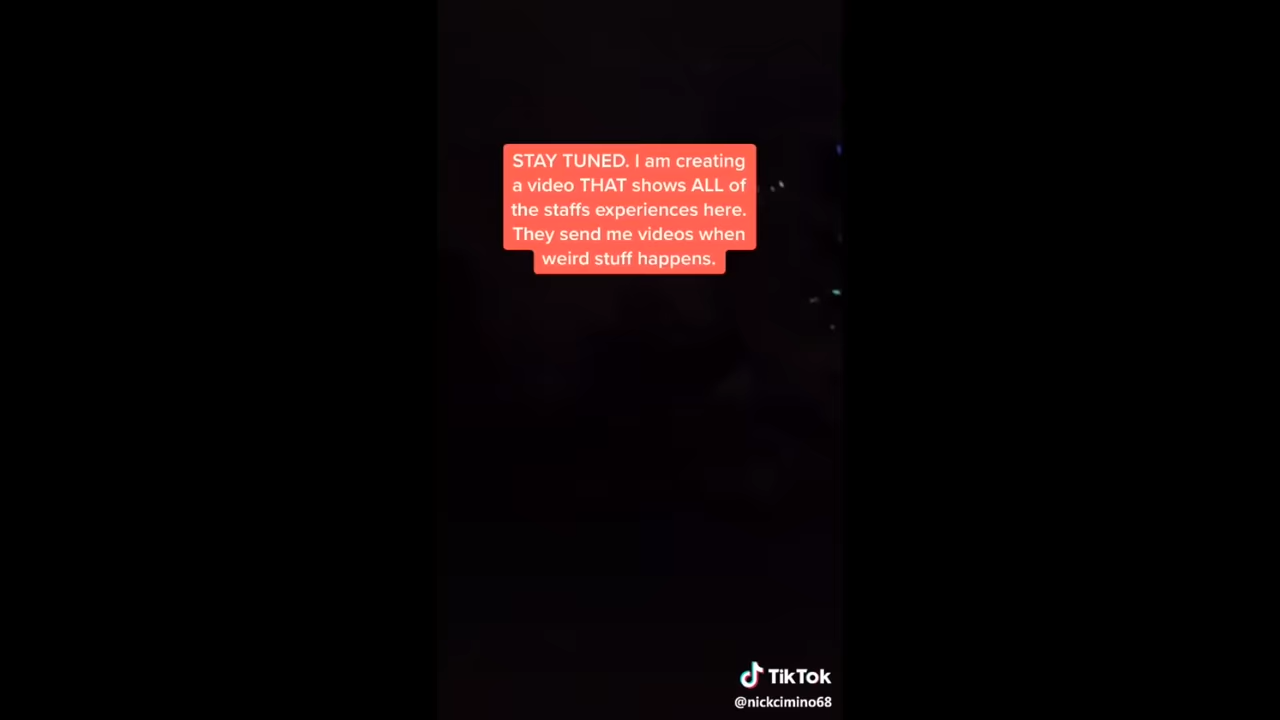 STAY TUNED. I am creating
a video THAT shows ALL of
the staffs experiences here.
They send me videos when
weird stuff happens.
TikTok
@nickcimino68